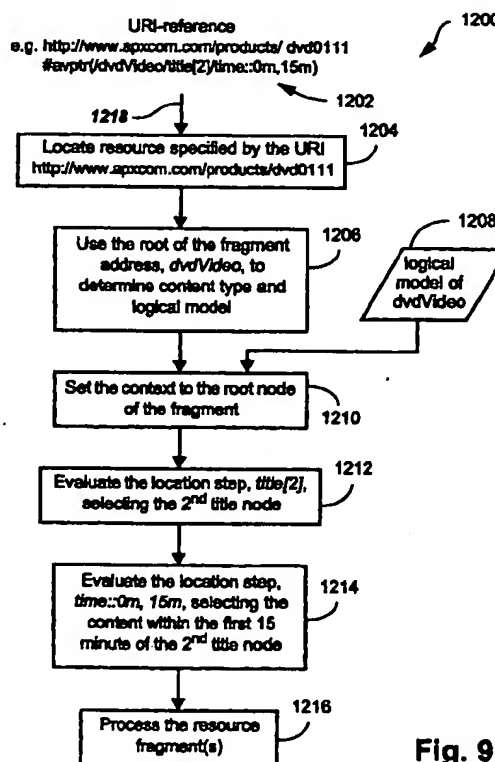 URI-reference
1200
e.g. http://www.apxcom.com/products/ dvd0111
#avptr(/dvdVideo/title[2]/time::0m,15m)
1202
1218
Locate resource specified by the URI
http://www.apxcom.com/products/dvd0111
1204
Use the root of the fragment
address, dvdVideo, to
determine content type and
logical model
1206
1208
logical
model of
dvdVideo
Set the context to the root node
of the fragment
1210
Evaluate the location step, title[2],
selecting the 2nd title node
1212
Evaluate the location step,
time::0m, 15m, selecting the
content within the first 15
minute of the 2nd title node
1214
Process the resource
fragment(s)
1216
Fig. 9